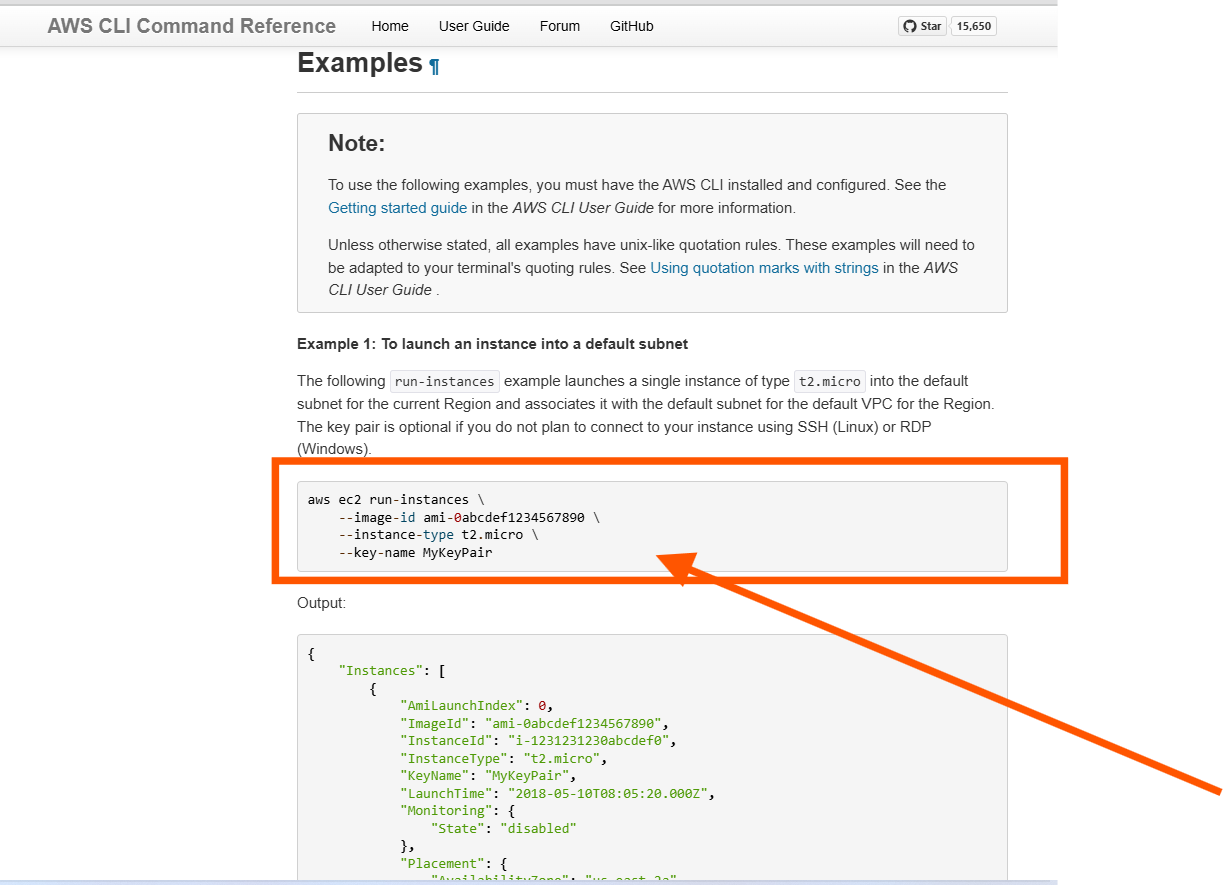 AWS CLI Command Reference Home User Guide Forum GitHub Star 15,650
Examples ¶
Note:
To use the following examples, you must have the AWS CLI installed and configured. See the
Getting started guide in the AWS CLI User Guide for more information.
Unless otherwise stated, all examples have unix-like quotation rules. These examples will need to
be adapted to your terminal's quoting rules. See Using quotation marks with strings in the AWS
CLI User Guide .
Example 1: To launch an instance into a default subnet
The following run-instances example launches a single instance of type t2.micro into the default
subnet for the current Region and associates it with the default subnet for the default VPC for the Region.
The key pair is optional if you do not plan to connect to your instance using SSH (Linux) or RDP
(Windows).
aws ec2 run-instances \
    --image-id ami-0abcdef1234567890 \
    --instance-type t2.micro \
    --key-name MyKeyPair
Output:
{
    "Instances": [
        {
            "AmiLaunchIndex": 0,
            "ImageId": "ami-0abcdef1234567890",
            "InstanceId": "i-1231231230abcdef0",
            "InstanceType": "t2.micro",
            "KeyName": "MyKeyPair",
            "LaunchTime": "2018-05-10T08:05:20.000Z",
            "Monitoring": {
                "State": "disabled"
            },
            "Placement": {
                "AvailabilityZone": "us-east-2a",